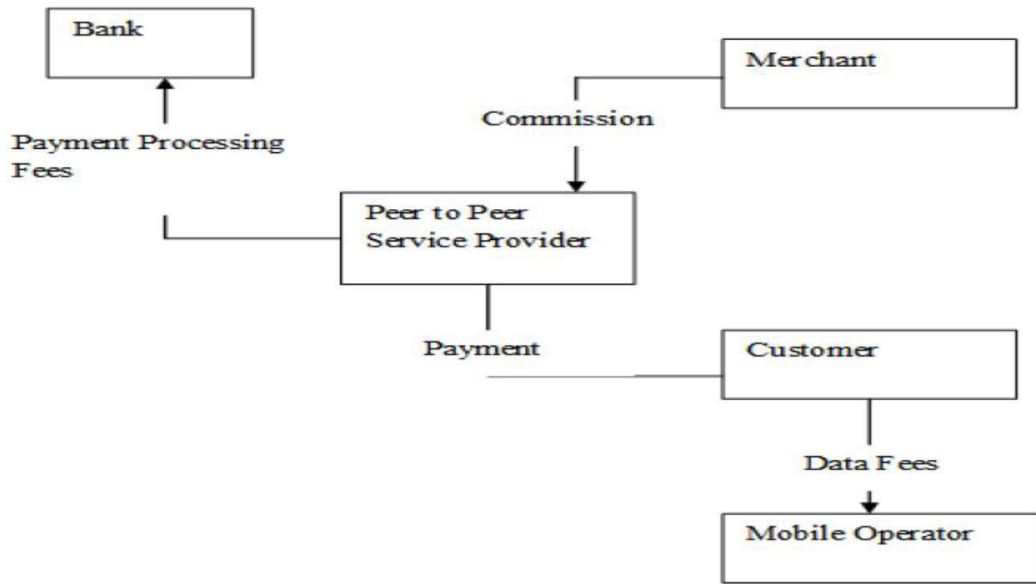 Bank
Merchant
Commission
Payment Processing
Fees
Peer to Peer
Service Provider
Payment
Customer
Data Fees
Mobile Operator